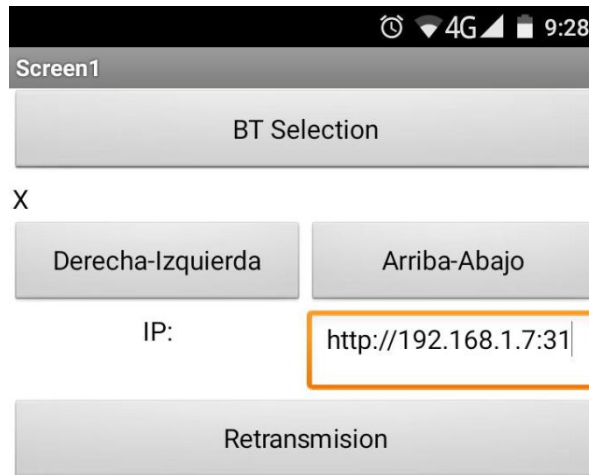 4G 9:28
Screen1
BT Selection
X
Derecha-Izquierda Arriba-Abajo
IP: http://192.168.1.7:31
Retransmision